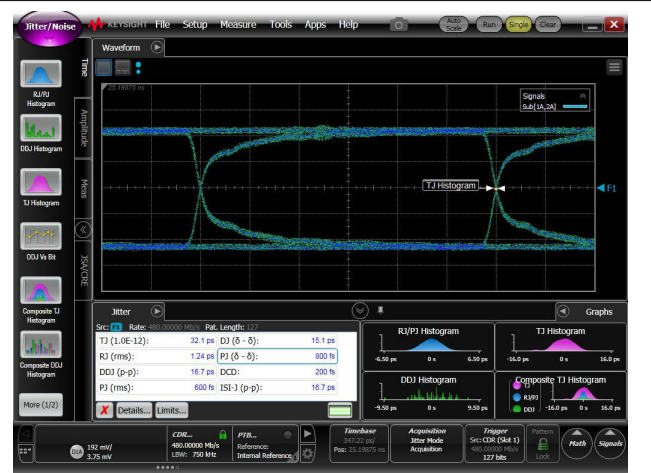 Jitter/Noise
KEYSIGHT File Setup Measure Tools Apps Help
Auto Scale
Run
Single
Clear
Waveform
RJ/PJ Histogram
DDJ Histogram
TJ Histogram
DDJ Vs Bit
Composite TJ Histogram
Composite DDJ Histogram
More (1/2)
Time
Amplitude
Meas
JSA/CRE
25.19875 ns
Signals
Sub[1A,2A]
TJ Histogram
F1
Jitter
Graphs
Src: F1 Rate: 480.00000 Mb/s Pat. Length: 127
TJ (1.0E-12): 32.1 ps DJ (δ - δ): 15.1 ps
RJ (rms): 1.24 ps PJ (δ - δ): 800 fs
DDJ (p-p): 16.7 ps DCD: 200 fs
PJ (rms): 600 fs ISI-J (p-p): 16.7 ps
Details... Limits...
RJ/PJ Histogram
-6.50 ps 0 s 6.50 ps
TJ Histogram
-16.0 ps 0 s 16.0 ps
DDJ Histogram
-9.50 ps 0 s 9.50 ps
Composite TJ Histogram
TJ
RJ/PJ
DDJ
-16.0 ps 0 s 16.0 ps
DSA
192 mV/
3.75 mV
CDR...
480.00000 Mb/s
LBW: 750 kHz
PTB...
Reference:
Internal Reference
Timebase
347.22 ps/
Pos: 25.19875 ns
Acquisition
Jitter Mode
Acquisition
Trigger
Src: CDR (Slot 1)
480.00000 Mb/s
127 bits
Pattern
Lock
Math
Signals